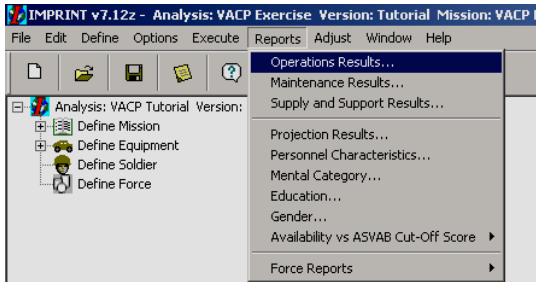 IMPRINT v7.12z - Analysis: VACP Exercise Version: Tutorial Mission: VACP
File Edit Define Options Execute Reports Adjust Window Help
Operations Results...
Maintenance Results...
Supply and Support Results...
Analysis: VACP Tutorial Version:
Define Mission
Define Equipment
Define Soldier
Define Force
Projection Results...
Personnel Characteristics...
Mental Category...
Education...
Gender...
Availability vs ASVAB Cut-Off Score
Force Reports